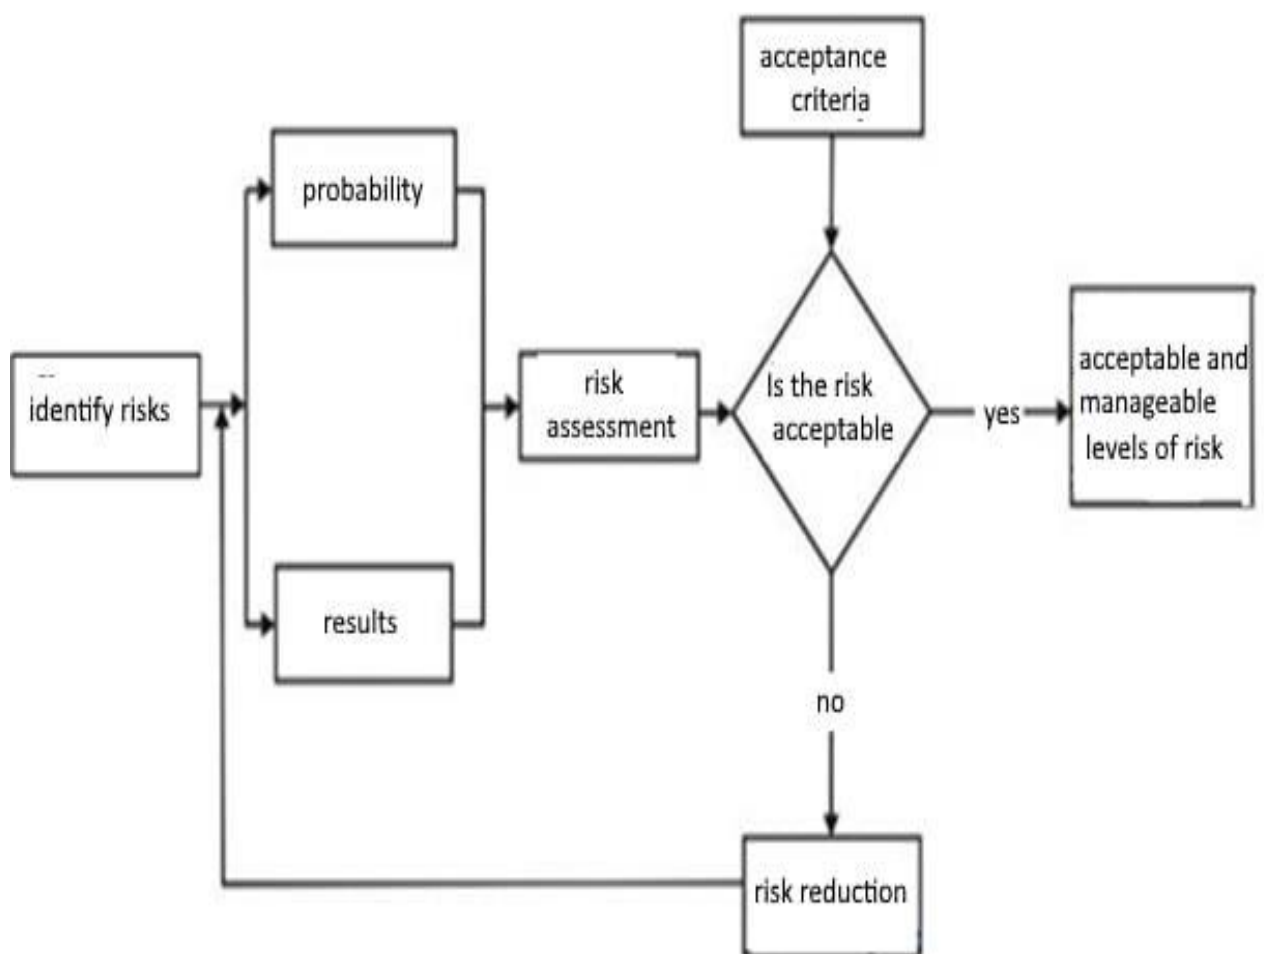 acceptance
criteria
probability
identify risks
risk
assessment
Is the risk
acceptable
yes
acceptable and
manageable
levels of risk
results
no
risk reduction